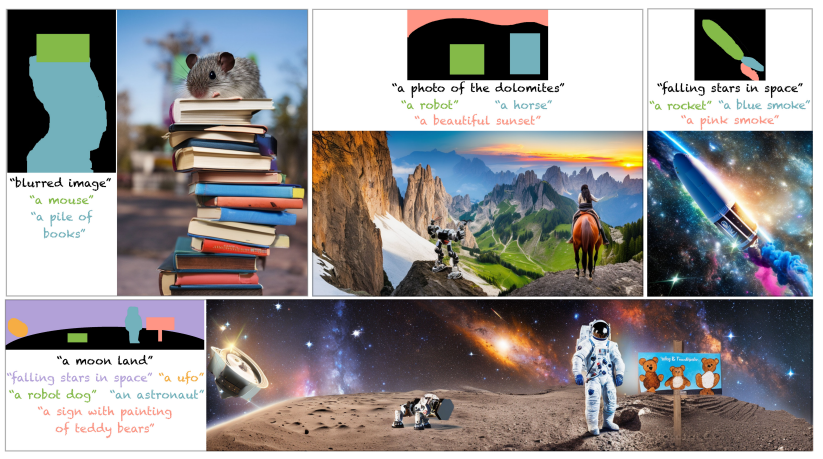 "blurred image"
"a mouse"
"a pile of
books"
"a photo of the dolomites"
"a robot" "a horse"
"a beautiful sunset"
"falling stars in space"
"a rocket" "a blue smoke"
"a pink smoke"
"a moon land"
"falling stars in space" "a ufo"
"a robot dog" "an astronaut"
"a sign with painting
of teddy bears"